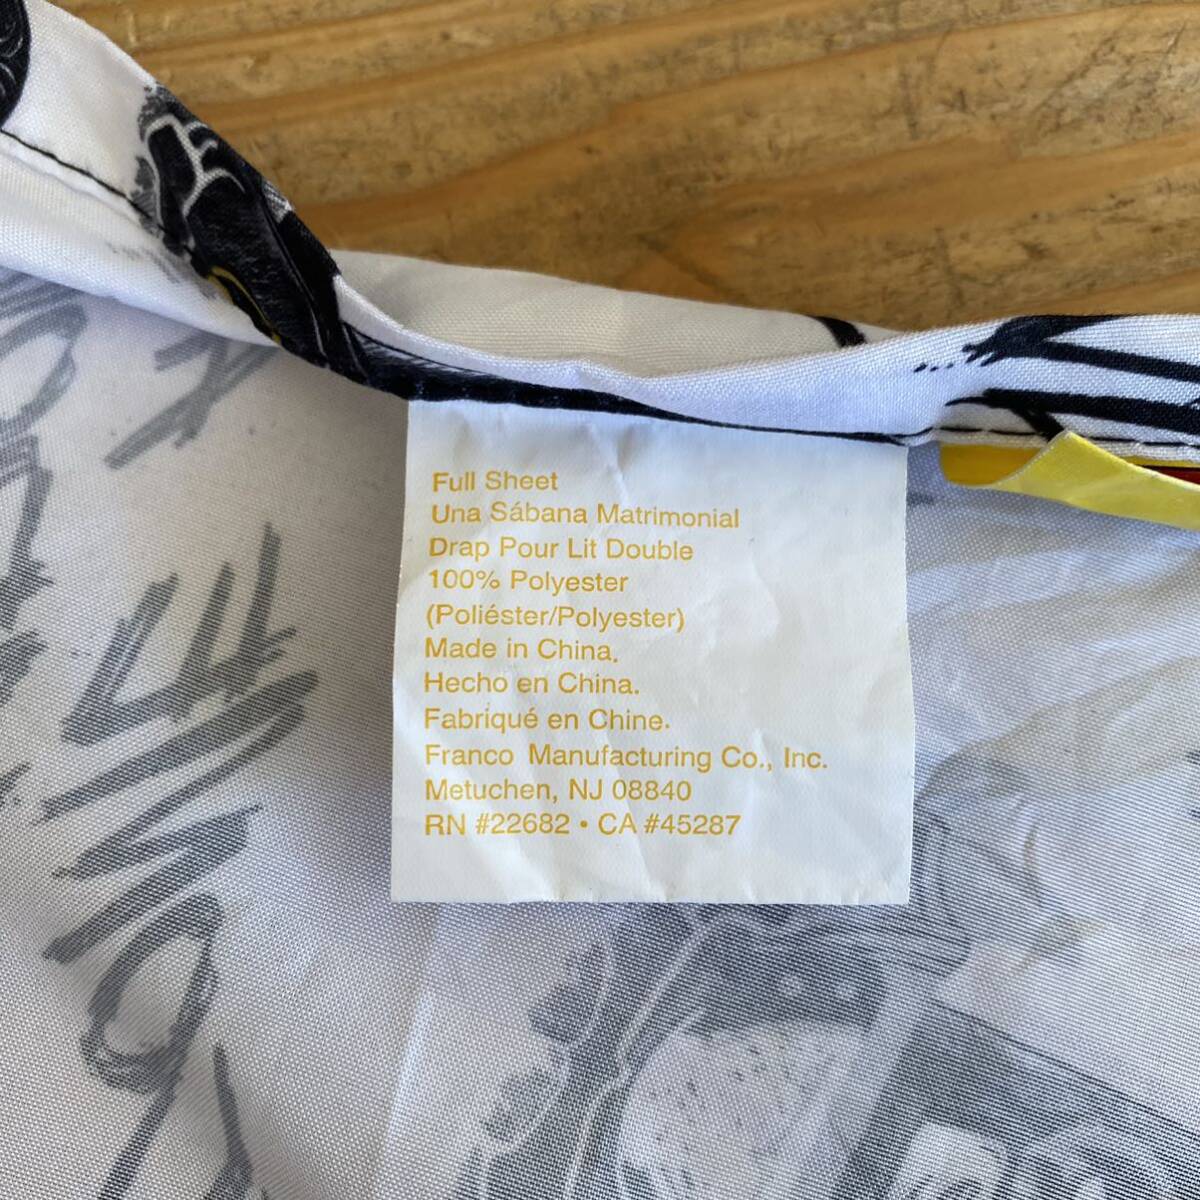 Full Sheet
Una Sábana Matrimonial
Drap Pour Lit Double
100% Polyester
(Poliéster/Polyester)
Made in China.
Hecho en China.
Fabriqué en Chine.
Franco Manufacturing Co., Inc.
Metuchen, NJ 08840
RN #22682 • CA #45287